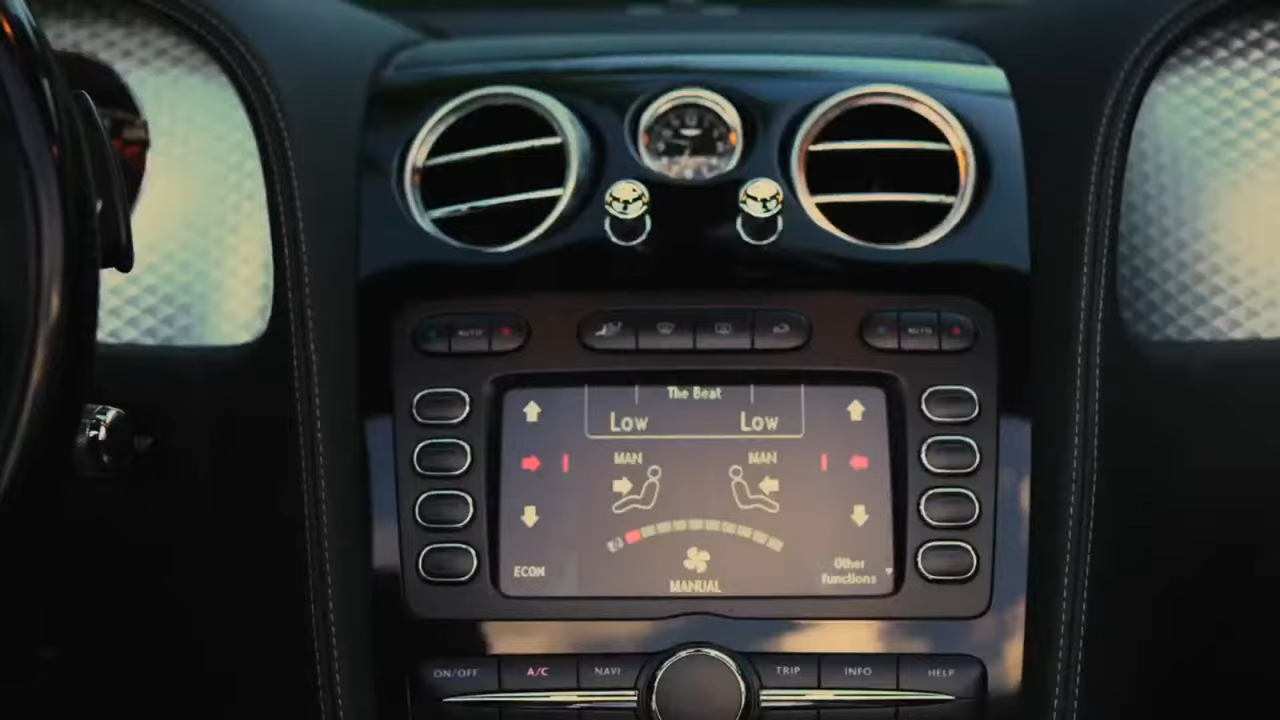 AUTO
AUTO
The Beat
Low Low
MAN MAN
ECON
MANUAL
Other
functions
ON/OFF A/C NAVI TRIP INFO HELP